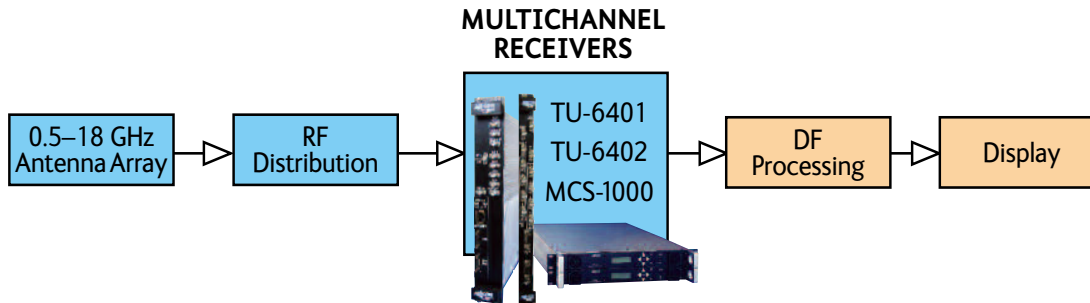 MULTICHANNEL
RECEIVERS
0.5–18 GHz
Antenna Array
RF
Distribution
TU-6401
TU-6402
MCS-1000
DF
Processing
Display